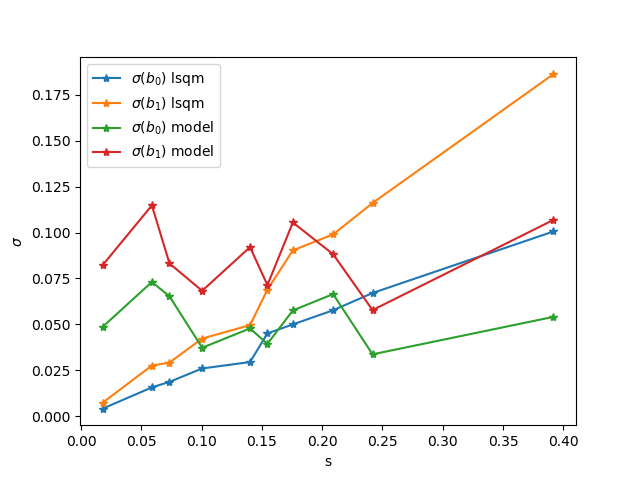 σ(b₀) lsqm
σ(b₁) lsqm
σ(b₀) model
σ(b₁) model
0.175
0.150
0.125
0.100
0.075
0.050
0.025
0.000
σ
0.00 0.05 0.10 0.15 0.20 0.25 0.30 0.35 0.40
s